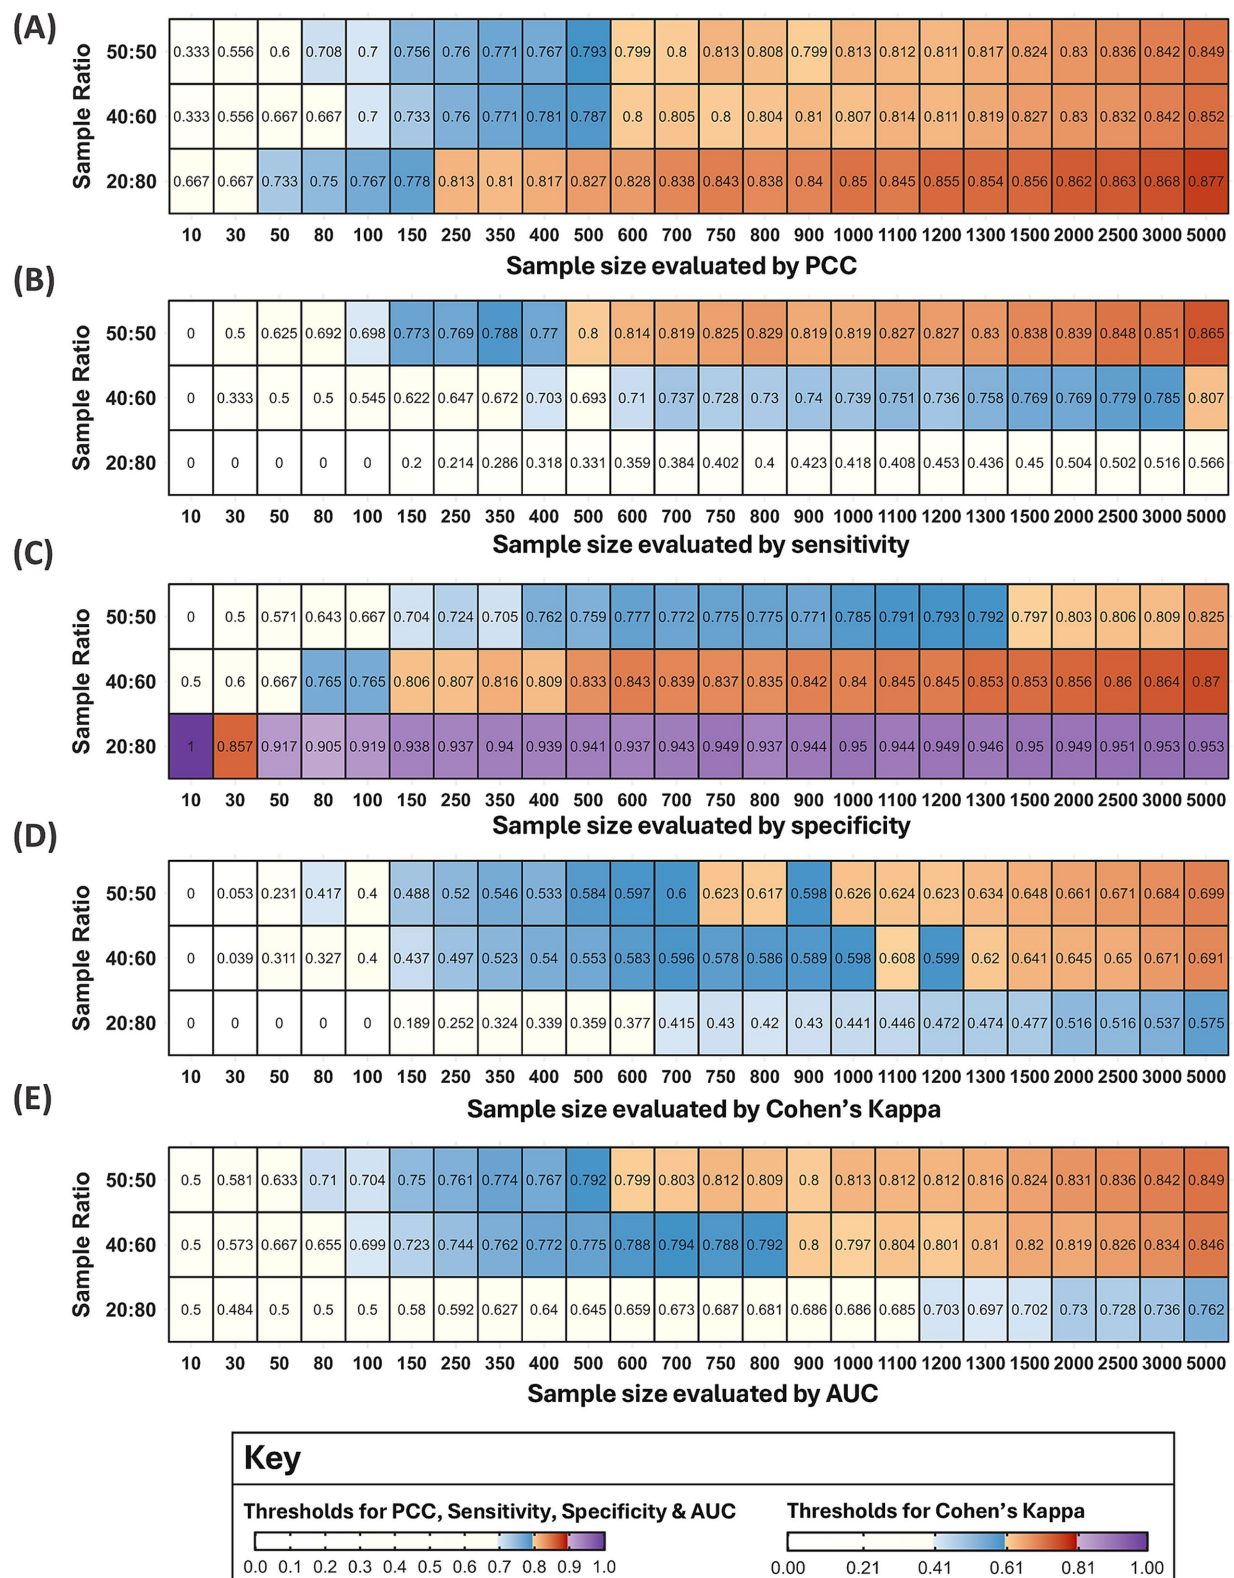 (A)
Sample Ratio
50:50 0.333 0.556 0.6 0.708 0.7 0.756 0.76 0.771 0.767 0.793 0.799 0.8 0.813 0.808 0.799 0.813 0.812 0.811 0.817 0.824 0.83 0.836 0.842 0.849
40:60 0.333 0.556 0.667 0.667 0.7 0.733 0.76 0.771 0.781 0.787 0.8 0.805 0.8 0.804 0.81 0.807 0.814 0.811 0.819 0.827 0.83 0.832 0.842 0.852
20:80 0.667 0.667 0.733 0.75 0.767 0.778 0.813 0.81 0.817 0.827 0.828 0.838 0.843 0.838 0.84 0.85 0.845 0.855 0.854 0.856 0.862 0.863 0.868 0.877
10 30 50 80 100 150 250 350 400 500 600 700 750 800 900 1000 1100 1200 1300 1500 2000 2500 3000 5000
Sample size evaluated by PCC
(B)
Sample Ratio
50:50 0 0.5 0.625 0.692 0.698 0.773 0.769 0.788 0.77 0.8 0.814 0.819 0.825 0.829 0.819 0.819 0.827 0.827 0.83 0.838 0.839 0.848 0.851 0.865
40:60 0 0.333 0.5 0.5 0.545 0.622 0.647 0.672 0.703 0.693 0.71 0.737 0.728 0.73 0.74 0.739 0.751 0.736 0.758 0.769 0.769 0.779 0.785 0.807
20:80 0 0 0 0 0 0.2 0.214 0.286 0.318 0.331 0.359 0.384 0.402 0.4 0.423 0.418 0.408 0.453 0.436 0.45 0.504 0.502 0.516 0.566
10 30 50 80 100 150 250 350 400 500 600 700 750 800 900 1000 1100 1200 1300 1500 2000 2500 3000 5000
Sample size evaluated by sensitivity
(C)
Sample Ratio
50:50 0 0.5 0.571 0.643 0.667 0.704 0.724 0.705 0.762 0.759 0.777 0.772 0.775 0.775 0.771 0.785 0.791 0.793 0.792 0.797 0.803 0.806 0.809 0.825
40:60 0.5 0.6 0.667 0.765 0.765 0.806 0.807 0.816 0.809 0.833 0.843 0.839 0.837 0.835 0.842 0.84 0.845 0.845 0.853 0.853 0.856 0.86 0.864 0.87
20:80 1 0.857 0.917 0.905 0.919 0.938 0.937 0.94 0.939 0.941 0.937 0.943 0.949 0.937 0.944 0.95 0.944 0.949 0.946 0.95 0.949 0.951 0.953 0.953
10 30 50 80 100 150 250 350 400 500 600 700 750 800 900 1000 1100 1200 1300 1500 2000 2500 3000 5000
Sample size evaluated by specificity
(D)
Sample Ratio
50:50 0 0.053 0.231 0.417 0.4 0.488 0.52 0.546 0.533 0.584 0.597 0.6 0.623 0.617 0.598 0.626 0.624 0.623 0.634 0.648 0.661 0.671 0.684 0.699
40:60 0 0.039 0.311 0.327 0.4 0.437 0.497 0.523 0.54 0.553 0.583 0.596 0.578 0.586 0.589 0.598 0.608 0.599 0.62 0.641 0.645 0.65 0.671 0.691
20:80 0 0 0 0 0 0.189 0.252 0.324 0.339 0.359 0.377 0.415 0.43 0.42 0.43 0.441 0.446 0.472 0.474 0.477 0.516 0.516 0.537 0.575
10 30 50 80 100 150 250 350 400 500 600 700 750 800 900 1000 1100 1200 1300 1500 2000 2500 3000 5000
Sample size evaluated by Cohen’s Kappa
(E)
Sample Ratio
50:50 0.5 0.581 0.633 0.71 0.704 0.75 0.761 0.774 0.767 0.792 0.799 0.803 0.812 0.809 0.8 0.813 0.812 0.812 0.816 0.824 0.831 0.836 0.842 0.849
40:60 0.5 0.573 0.667 0.655 0.699 0.723 0.744 0.762 0.772 0.775 0.788 0.794 0.788 0.792 0.8 0.797 0.804 0.801 0.81 0.82 0.819 0.826 0.834 0.846
20:80 0.5 0.484 0.5 0.5 0.5 0.58 0.592 0.627 0.64 0.645 0.659 0.673 0.687 0.681 0.686 0.686 0.685 0.703 0.697 0.702 0.73 0.728 0.736 0.762
10 30 50 80 100 150 250 350 400 500 600 700 750 800 900 1000 1100 1200 1300 1500 2000 2500 3000 5000
Sample size evaluated by AUC
Key
Thresholds for PCC, Sensitivity, Specificity & AUC Thresholds for Cohen’s Kappa
0.0 0.1 0.2 0.3 0.4 0.5 0.6 0.7 0.8 0.9 1.0 0.00 0.21 0.41 0.61 0.81 1.00